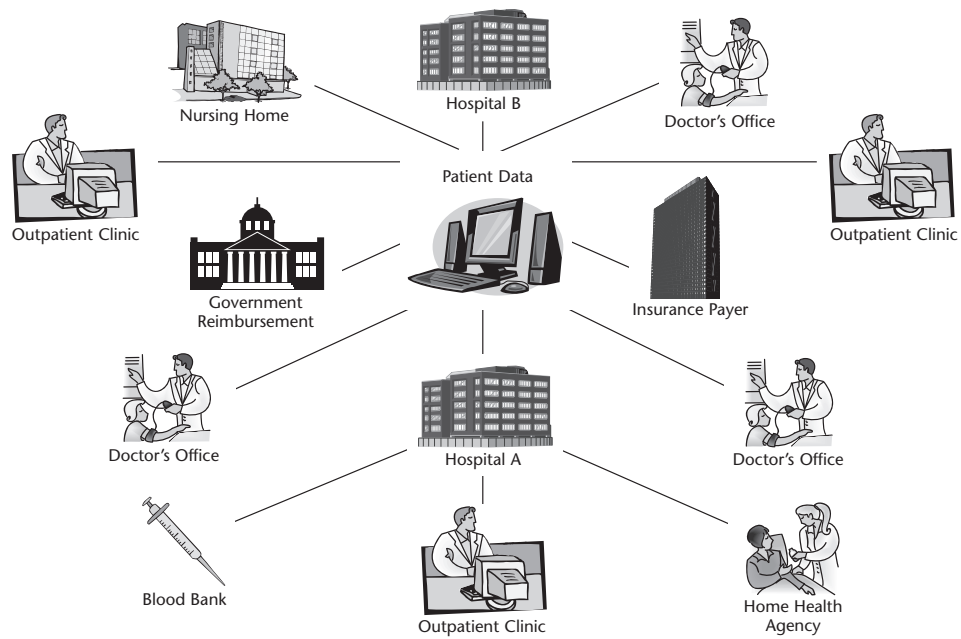 Hospital B
Nursing Home
Doctor's Office
Patient Data
Outpatient Clinic
Outpatient Clinic
Government
Reimbursement
Insurance Payer
Doctor's Office
Hospital A
Doctor's Office
Blood Bank
Outpatient Clinic
Home Health
Agency